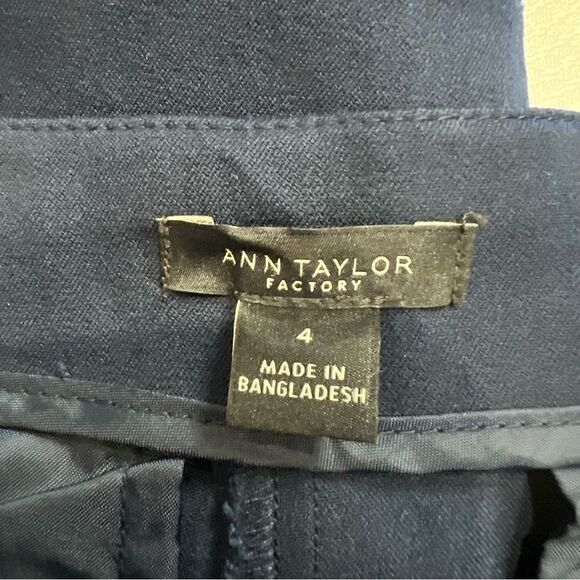 ANN TAYLOR
FACTORY
4
MADE IN
BANGLADESH